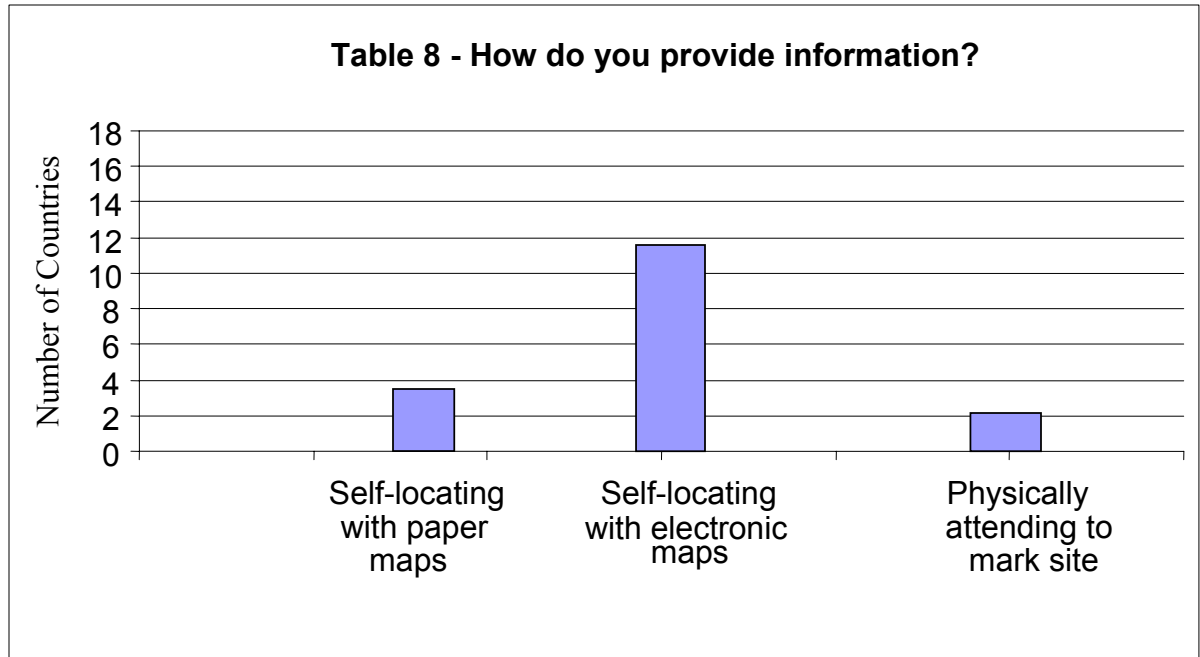 Table 8 - How do you provide information?
Number of Countries
18
16
14
12
10
8
6
4
2
0
Self-locating
with paper
maps
Self-locating
with electronic
maps
Physically
attending to
mark site